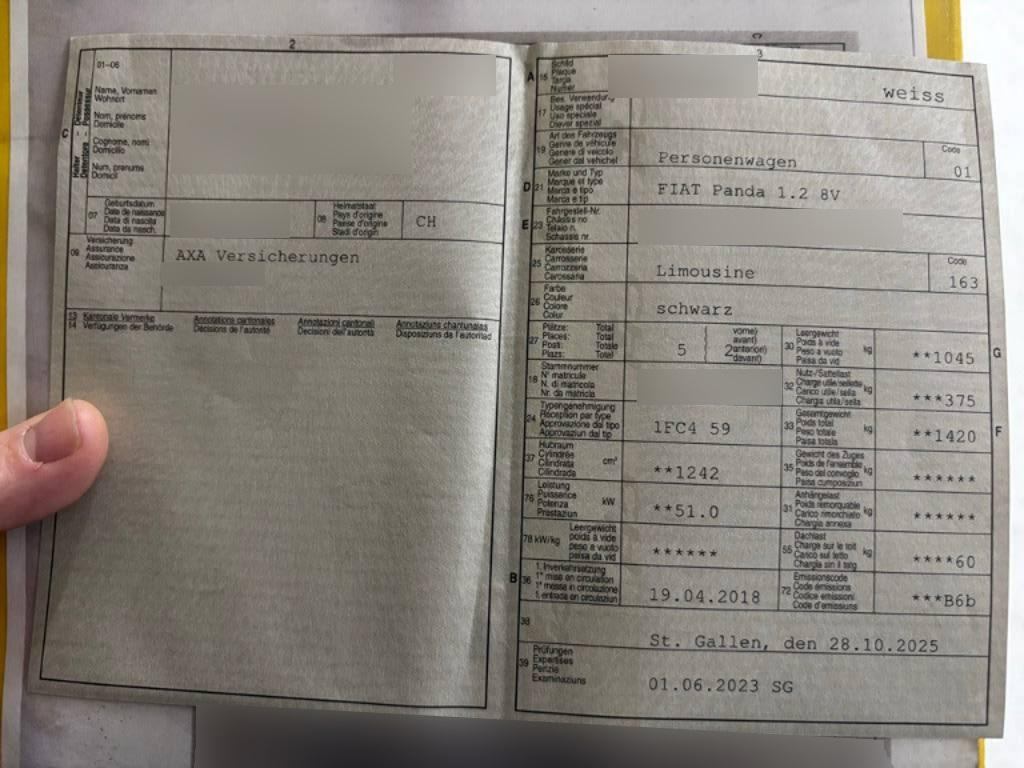 2
01-06
Name, Vornamen
Wohnort
Nom, prénoms
Domicile
Cognome, nomi
Domicilio
Num, prenums
Domicil
C
Halter Détenteur
Detentore Possessur
07
Geburtsdatum
Date de naissance
Data di nascita
Data da nasch.
08
Heimatstaat
Pays d'origine
Paese d'origine
Stadi d'origin
CH
09
Versicherung
Assurance
Assicurazione
Assicuranza
AXA Versicherungen
13 Kantonale Vermerke Annotations cantonales Annotazioni cantonali Annotaziuns chantunalas
14 Verfügungen der Behörde Décisions de l'autorité Decisioni dell'autorità Disposiziuns da l'autoritad
3
A 15
Schild
Plaque
Targa
Numer
weiss
17
Bes. Verwendung
Usage spécial
Uso speciale
Diever spezial
19
Art des Fahrzeugs
Genre de véhicule
Genere di veicolo
Gener dal vehichel
Personenwagen
Code
01
D 21
Marke und Typ
Marque et type
Marca e tipo
Marca e tip
FIAT Panda 1.2 8V
E 23
Fahrgestell-Nr.
Châssis no
Telaio n.
Schassis nr.
25
Karosserie
Carrosserie
Carrozzeria
Carossaria
Limousine
Code
163
26
Farbe
Couleur
Colore
Colur
schwarz
27
Plätze: Total
Places: Total
Posti: Totale
Plazs: Total
5
vorne)
avant)
2 anteriori)
davant)
30
Leergewicht
Poids à vide
Peso a vuoto
Paisa da vid
kg
**1045
G
18
Stammnummer
N° matricule
N. di matricola
Nr. da matricla
32
Nutz-/Sattellast
Charge utile/sellette
Carico utile/sella
Chargia utila/sella
kg
***375
24
Typengenehmigung
Réception par type
Approvazione del tipo
Approvaziun dal tip
1FC4 59
33
Gesamtgewicht
Poids total
Peso totale
Paisa totala
kg
**1420
F
37
Hubraum
Cylindrée
Cilindrata
Cilindrada
cm³
**1242
35
Gewicht des Zuges
Poids de l'ensemble
Peso del convoglio
Paisa cumposiziun
kg
******
76
Leistung
Puissance
Potenza
Prestaziun
kW
**51.0
31
Anhängelast
Poids remorquable
Carico rimorchiato
Chargia annexa
kg
******
78 kW/kg
Leergewicht
poids à vide
peso a vuoto
paisa da vid
******
55
Dachlast
Charge sur le toit
Carico sul tetto
Chargia sin il tetg
kg
****60
B 36
1. Inverkehrsetzung
1re mise en circulation
1a messa in circolazione
1. entrada en circulaziun
19.04.2018
72
Emissionscode
Code émissions
Codice emissioni
Code d'emissiuns
***B6b
38
St. Gallen, den 28.10.2025
39
Prüfungen
Expertises
Perizie
Examinaziuns
01.06.2023 SG